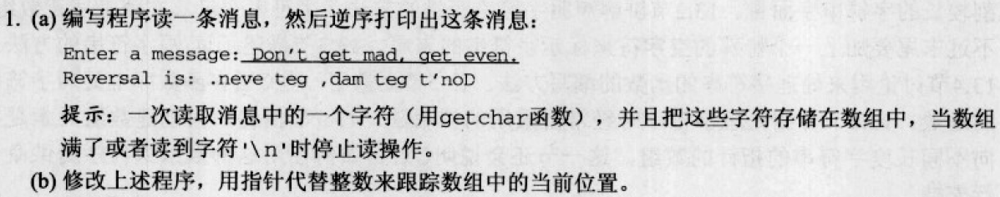 1. (a) 编写程序读一条消息，然后逆序打印出这条消息：
Enter a message: Don't get mad, get even.
Reversal is: .neve teg ,dam teg t'noD
提示：一次读取消息中的一个字符（用getchar函数），并且把这些字符存储在数组中，当数组
满了或者读到字符'\n'时停止读操作。
(b) 修改上述程序，用指针代替整数来跟踪数组中的当前位置。